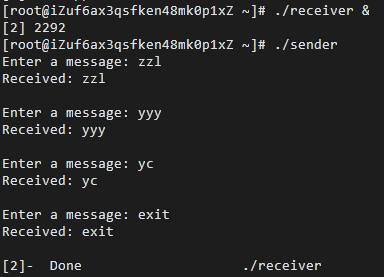 [root@iZuf6ax3qsfken48mk0p1xZ ~]# ./receiver &
[2] 2292
[root@iZuf6ax3qsfken48mk0p1xZ ~]# ./sender
Enter a message: zzl
Received: zzl
Enter a message: yyy
Received: yyy
Enter a message: yc
Received: yc
Enter a message: exit
Received: exit
[2]-  Done                    ./receiver